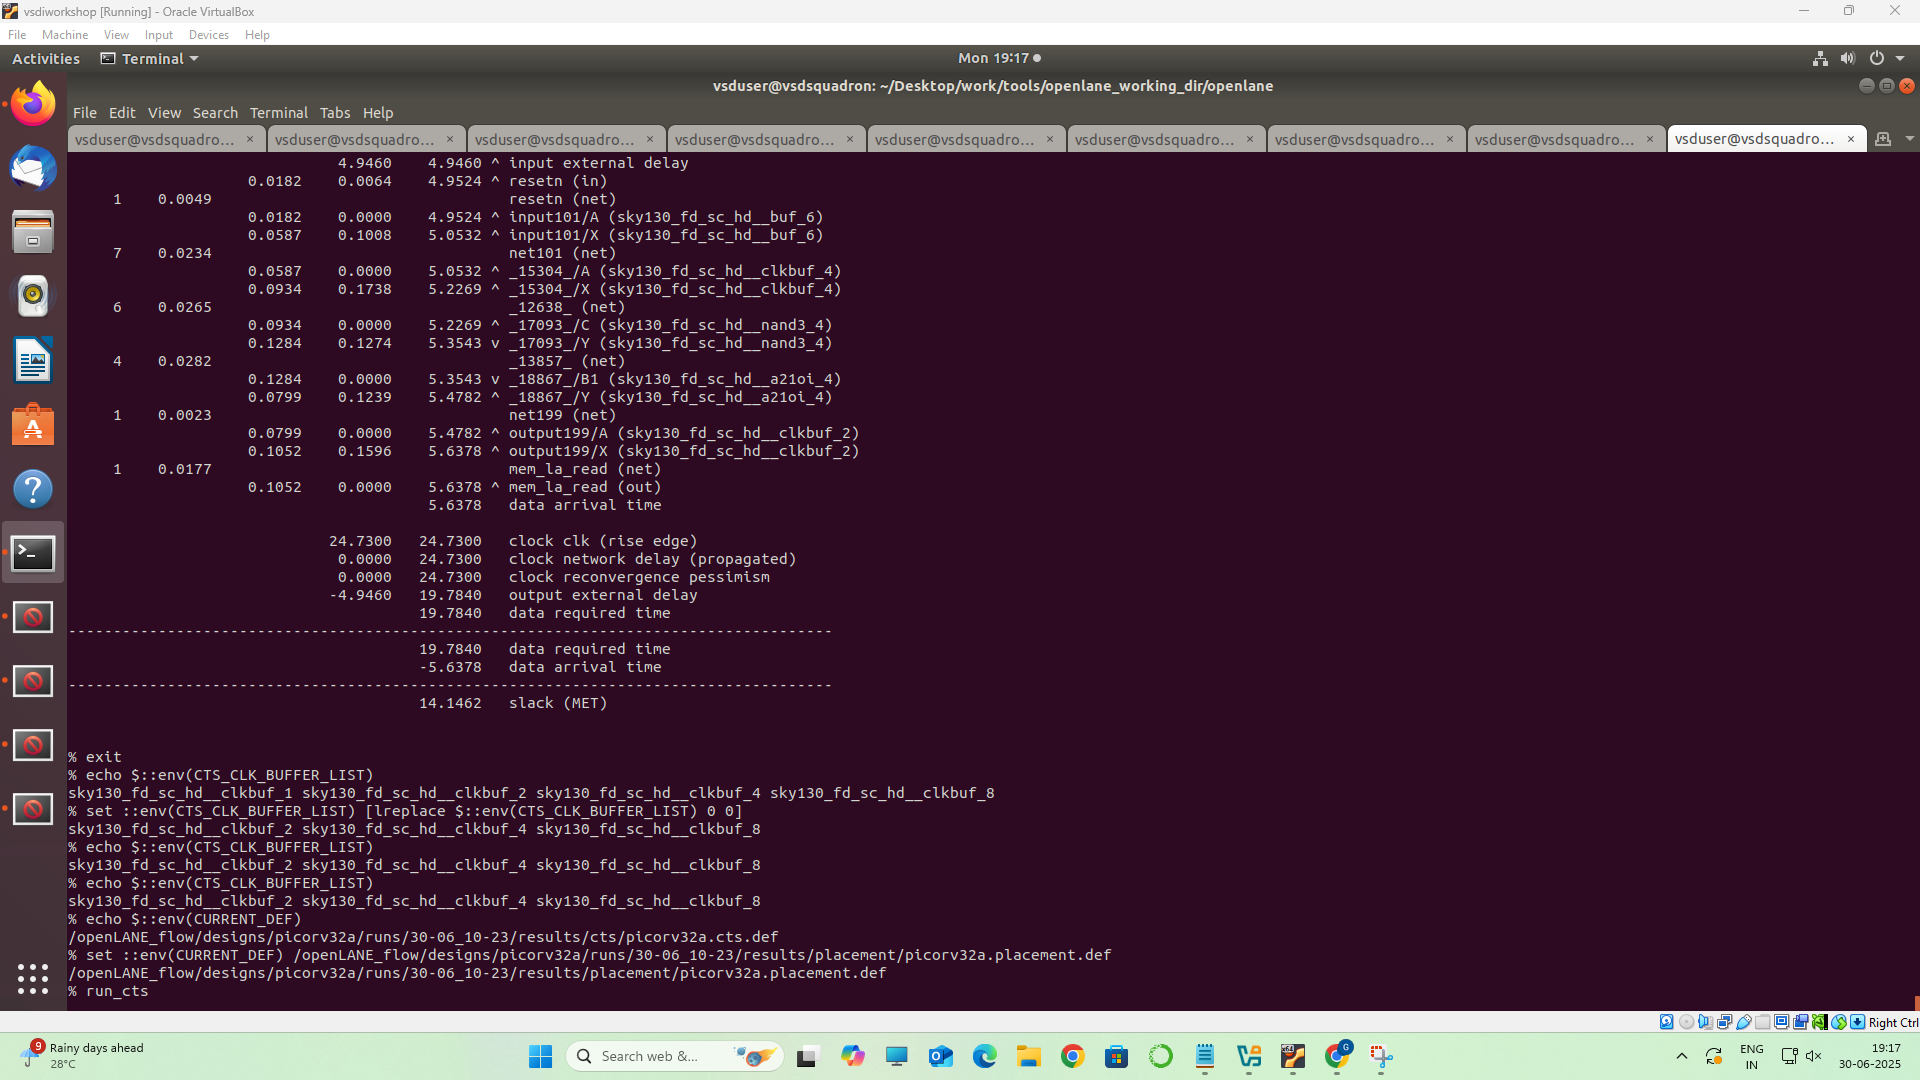 vsdiworkshop [Running] - Oracle VirtualBox
File Machine View Input Devices Help
Activities Terminal Mon 19:17
vsduser@vsdsquadron: ~/Desktop/work/tools/openlane_working_dir/openlane
File Edit View Search Terminal Tabs Help
vsduser@vsdsquadro... × vsduser@vsdsquadro... × vsduser@vsdsquadro... × vsduser@vsdsquadro... × vsduser@vsdsquadro... × vsduser@vsdsquadro... × vsduser@vsdsquadro... × vsduser@vsdsquadro... × vsduser@vsdsquadro... ×
4.9460 4.9460 ^ input external delay
0.0182 0.0064 4.9524 ^ resetn (in)
1 0.0049 resetn (net)
0.0182 0.0000 4.9524 ^ input101/A (sky130_fd_sc_hd__buf_6)
0.0587 0.1008 5.0532 ^ input101/X (sky130_fd_sc_hd__buf_6)
7 0.0234 net101 (net)
0.0587 0.0000 5.0532 ^ _15304_/A (sky130_fd_sc_hd__clkbuf_4)
0.0934 0.1738 5.2269 ^ _15304_/X (sky130_fd_sc_hd__clkbuf_4)
6 0.0265 _12638_ (net)
0.0934 0.0000 5.2269 ^ _17093_/C (sky130_fd_sc_hd__nand3_4)
0.1284 0.1274 5.3543 v _17093_/Y (sky130_fd_sc_hd__nand3_4)
4 0.0282 _13857_ (net)
0.1284 0.0000 5.3543 v _18867_/B1 (sky130_fd_sc_hd__a21oi_4)
0.0799 0.1239 5.4782 ^ _18867_/Y (sky130_fd_sc_hd__a21oi_4)
1 0.0023 net199 (net)
0.0799 0.0000 5.4782 ^ output199/A (sky130_fd_sc_hd__clkbuf_2)
0.1052 0.1596 5.6378 ^ output199/X (sky130_fd_sc_hd__clkbuf_2)
1 0.0177 mem_la_read (net)
0.1052 0.0000 5.6378 ^ mem_la_read (out)
5.6378 data arrival time
24.7300 24.7300 clock clk (rise edge)
0.0000 24.7300 clock network delay (propagated)
0.0000 24.7300 clock reconvergence pessimism
-4.9460 19.7840 output external delay
19.7840 data required time
-------------------------------------------------------------------------------------
19.7840 data required time
-5.6378 data arrival time
-------------------------------------------------------------------------------------
14.1462 slack (MET)
% exit
% echo $::env(CTS_CLK_BUFFER_LIST)
sky130_fd_sc_hd__clkbuf_1 sky130_fd_sc_hd__clkbuf_2 sky130_fd_sc_hd__clkbuf_4 sky130_fd_sc_hd__clkbuf_8
% set ::env(CTS_CLK_BUFFER_LIST) [lreplace $::env(CTS_CLK_BUFFER_LIST) 0 0]
sky130_fd_sc_hd__clkbuf_2 sky130_fd_sc_hd__clkbuf_4 sky130_fd_sc_hd__clkbuf_8
% echo $::env(CTS_CLK_BUFFER_LIST)
sky130_fd_sc_hd__clkbuf_2 sky130_fd_sc_hd__clkbuf_4 sky130_fd_sc_hd__clkbuf_8
% echo $::env(CTS_CLK_BUFFER_LIST)
sky130_fd_sc_hd__clkbuf_2 sky130_fd_sc_hd__clkbuf_4 sky130_fd_sc_hd__clkbuf_8
% echo $::env(CURRENT_DEF)
/openLANE_flow/designs/picorv32a/runs/30-06_10-23/results/cts/picorv32a.cts.def
% set ::env(CURRENT_DEF) /openLANE_flow/designs/picorv32a/runs/30-06_10-23/results/placement/picorv32a.placement.def
/openLANE_flow/designs/picorv32a/runs/30-06_10-23/results/placement/picorv32a.placement.def
% run_cts
Right Ctrl
9
Rainy days ahead
28°C
Search web &...
G
ENG
IN
19:17
30-06-2025